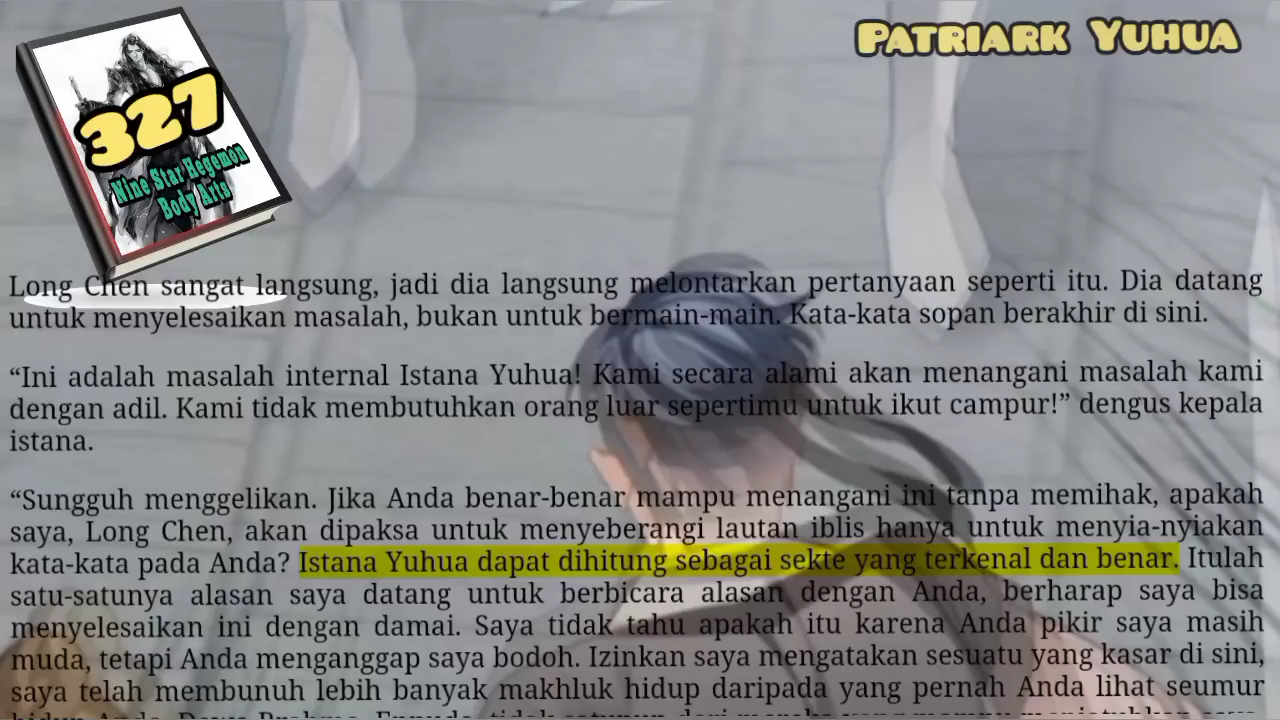 PATRIARK YUHUA
327
Nine Star Hegemon
Body Arts
Long Chen sangat langsung, jadi dia langsung melontarkan pertanyaan seperti itu. Dia datang
untuk menyelesaikan masalah, bukan untuk bermain-main. Kata-kata sopan berakhir di sini.
“Ini adalah masalah internal Istana Yuhua! Kami secara alami akan menangani masalah kami
dengan adil. Kami tidak membutuhkan orang luar sepertimu untuk ikut campur!” dengus kepala
istana.
“Sungguh menggelikan. Jika Anda benar-benar mampu menangani ini tanpa memihak, apakah
saya, Long Chen, akan dipaksa untuk menyeberangi lautan iblis hanya untuk menyia-nyiakan
kata-kata pada Anda? Istana Yuhua dapat dihitung sebagai sekte yang terkenal dan benar. Itulah
satu-satunya alasan saya datang untuk berbicara alasan dengan Anda, berharap saya bisa
menyelesaikan ini dengan damai. Saya tidak tahu apakah itu karena Anda pikir saya masih
muda, tetapi Anda menganggap saya bodoh. Izinkan saya mengatakan sesuatu yang kasar di sini,
saya telah membunuh lebih banyak makhluk hidup daripada yang pernah Anda lihat seumur